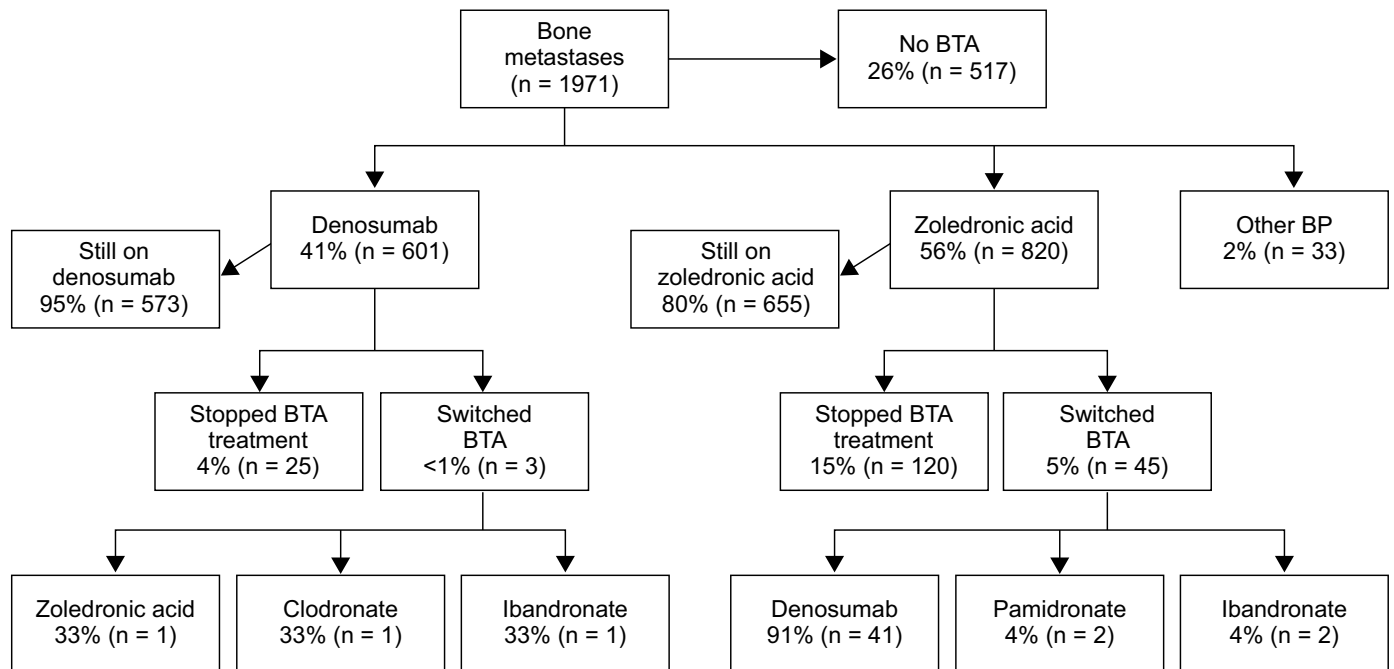 Bone
metastases
(n = 1971)
No BTA
26% (n = 517)
Denosumab
41% (n = 601)
Zoledronic acid
56% (n = 820)
Other BP
2% (n = 33)
Still on
denosumab
95% (n = 573)
Still on
zoledronic acid
80% (n = 655)
Stopped BTA
treatment
4% (n = 25)
Switched
BTA
<1% (n = 3)
Stopped BTA
treatment
15% (n = 120)
Switched
BTA
5% (n = 45)
Zoledronic acid
33% (n = 1)
Clodronate
33% (n = 1)
Ibandronate
33% (n = 1)
Denosumab
91% (n = 41)
Pamidronate
4% (n = 2)
Ibandronate
4% (n = 2)